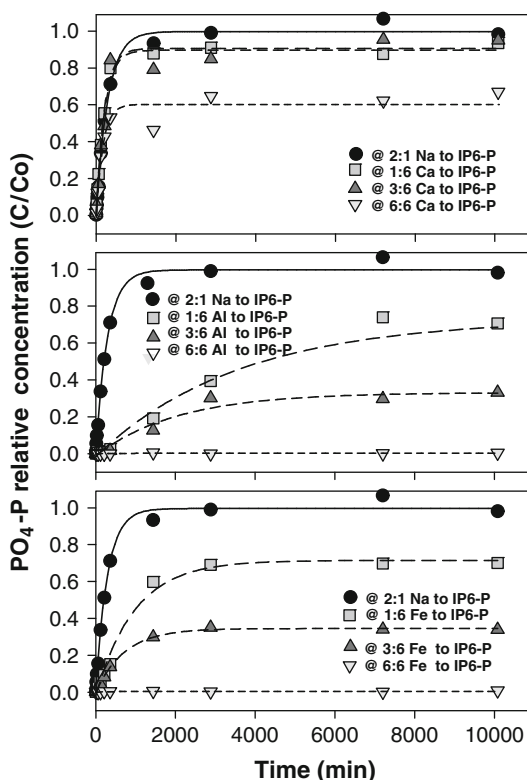 PO4-P relative concentration (C/Co)
1.0
0.8
0.6
0.4
0.2
0.0
@ 2:1 Na to IP6-P
@ 1:6 Ca to IP6-P
@ 3:6 Ca to IP6-P
@ 6:6 Ca to IP6-P
1.0
0.8
0.6
0.4
0.2
0.0
@ 2:1 Na to IP6-P
@ 1:6 Al to IP6-P
@ 3:6 Al to IP6-P
@ 6:6 Al to IP6-P
1.0
0.8
0.6
0.4
0.2
0.0
@ 2:1 Na to IP6-P
@ 1:6 Fe to IP6-P
@ 3:6 Fe to IP6-P
@ 6:6 Fe to IP6-P
0 2000 4000 6000 8000 10000
Time (min)